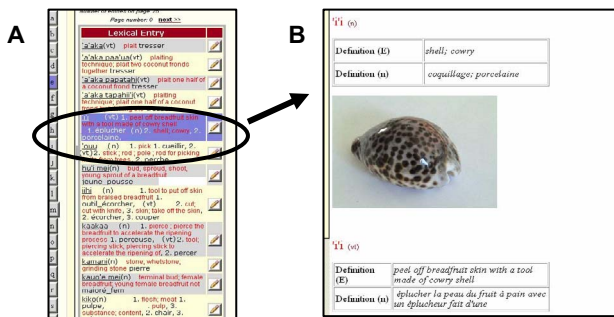 A
Page number: 0 next >>
Lexical Entry
'a'aka(vt) plait tresser
'a'aka paa'ua(vt) plaiting
technique; plait two coconut fronds
together tresser
'a'aka papatahi(vt) plait one half of
a coconut frond tresser
'a'aka tapahi'i(vt) plaiting
technique; plait one half of a coconut
(vt) 1. peel off breadfruit skin
with a tool made of cowry shell
1. éplucher (n) 2. shell; cowry, 2.
porcelaine,
(n) 1. pick 1. cueillir, 2.
(vt) 2. stick; rod; pole; rod for picking
from trees, 2. perche
hu'i mei(n) bud, sprout, shoot,
young sprout of a breadfruit
jeune_pousse
ihi (n) 1. tool to put off skin
from braised breadfruit 1.
outil_écorcher, (vt) 2. cut;
cut with knife, 3. skin; take off the skin,
2. écorcher, 3. couper
kaakaa (n) 1. pierce; pierce the
breadfruit to accelerate the ripening
process 1. perceuse, (vt) 2. tool;
piercing stick; piercing stick to
accelerate the ripening of, 2. percer
kamani(n) stone, whetstone,
grinding stone pierre
kaup'e mei(n) terminal bud; female
breadfruit; young female breadfruit not
kiko(n) 1. flesh; meat 1.
pulpe, . pulp, 3.
substance; content, 2. chair, 3.
B
'i'i (n)
Definition (E) shell; cowry
Definition (n) coquillage; porcelaine
'i'i (vt)
Definition (E) peel off breadfruit skin with a tool made of cowry shell
Definition (n) éplucher la peau du fruit à pain avec un éplucheur fait d'une